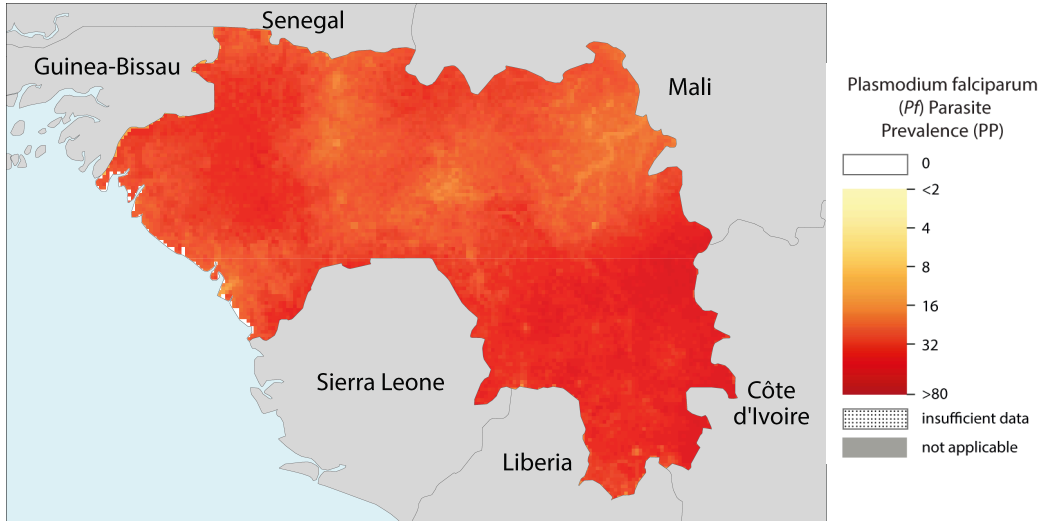 Senegal
Guinea-Bissau
Mali
Sierra Leone
Liberia
Côte
d'Ivoire
Plasmodium falciparum
(Pf) Parasite
Prevalence (PP)
0
<2
4
8
16
32
>80
insufficient data
not applicable